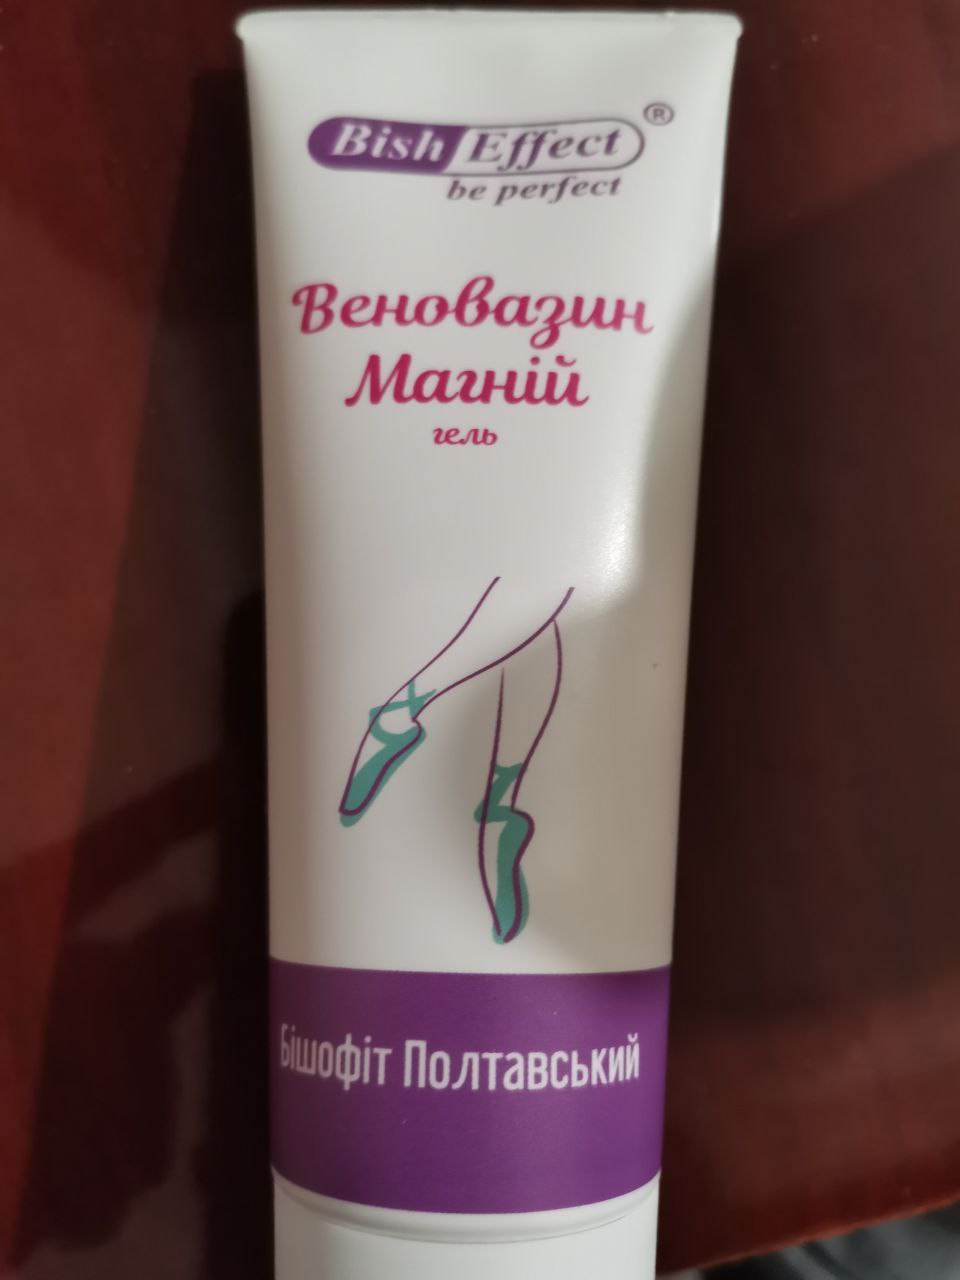 Bish Effect ®
be perfect
Веновазин
Магній
гель
Бішофіт Полтавський